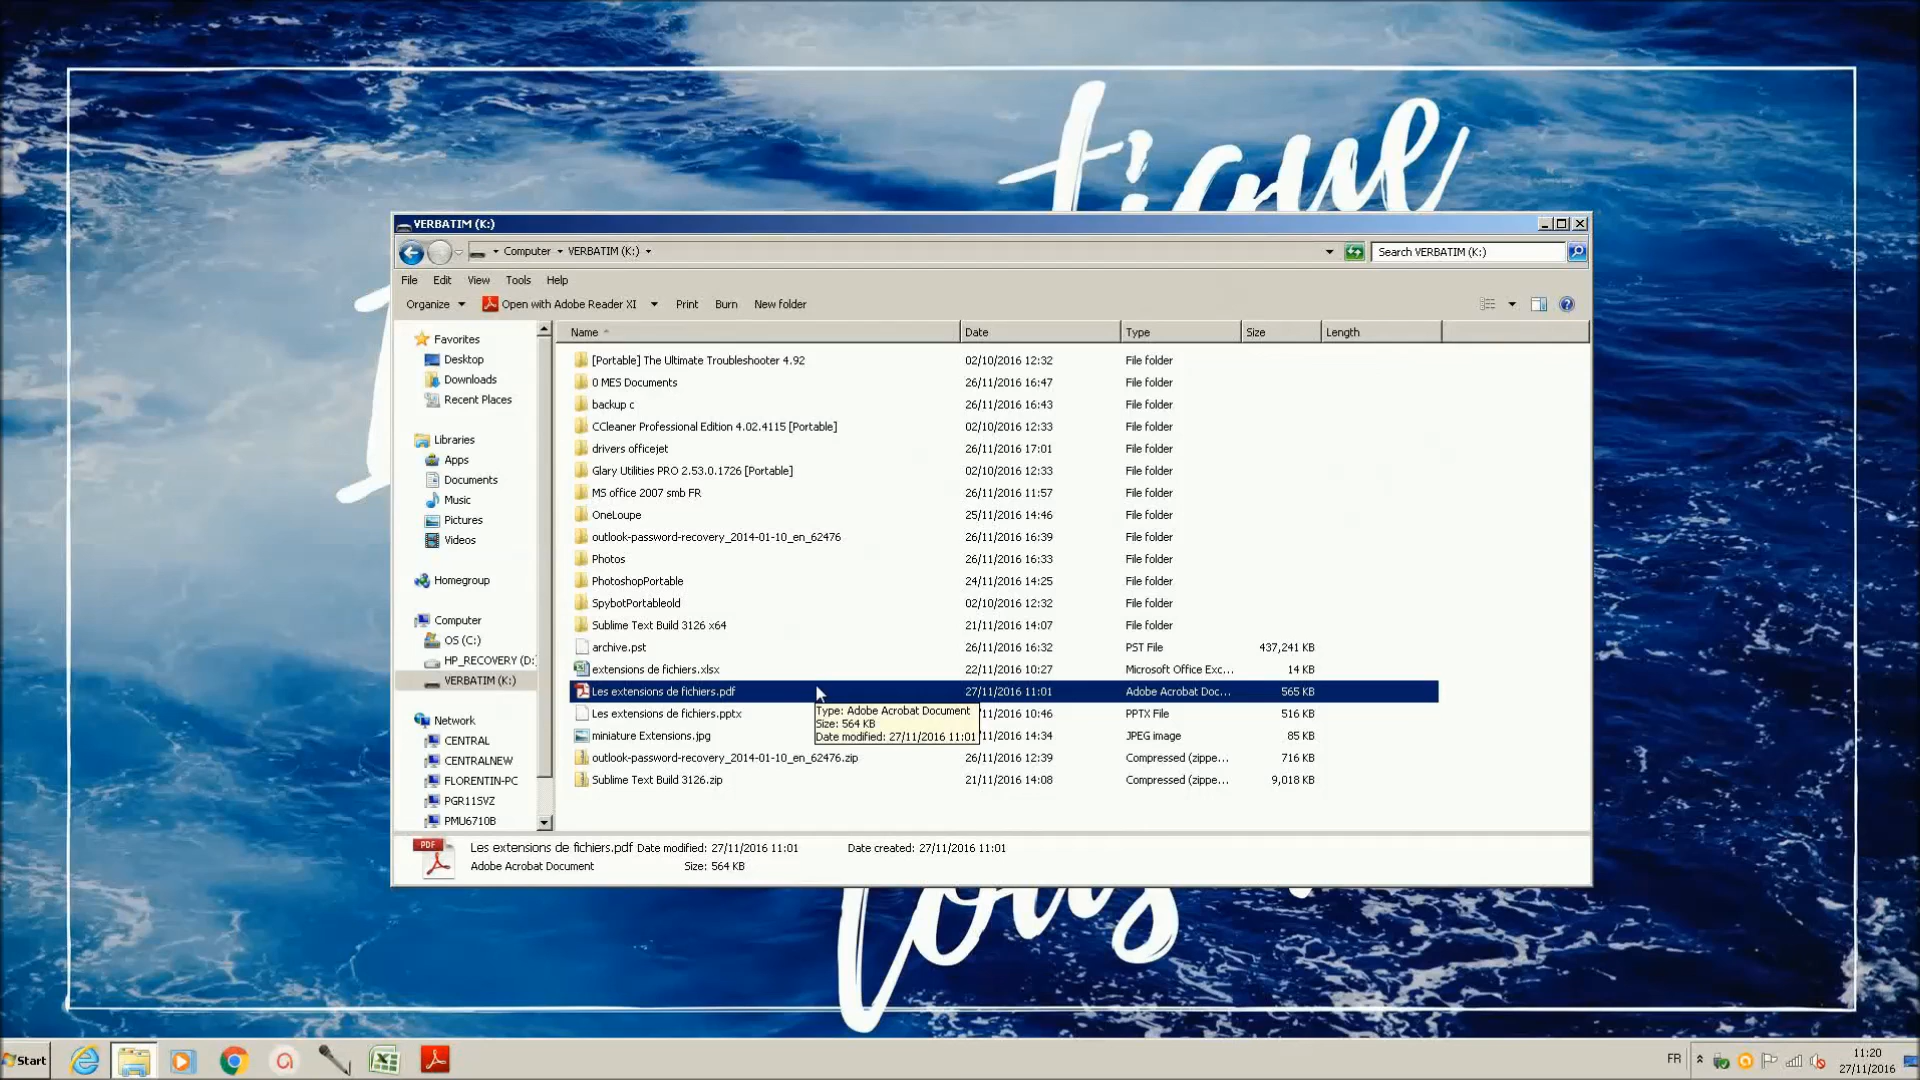 tique
VERBATIM (K:)
Computer VERBATIM (K:)
Search VERBATIM (K:)
File Edit View Tools Help
Organize Open with Adobe Reader XI Print Burn New folder
Name Date Type Size Length
Favorites
Desktop
Downloads
Recent Places
Libraries
Apps
Documents
Music
Pictures
Videos
Homegroup
Computer
OS (C:)
HP_RECOVERY (D:
VERBATIM (K:)
Network
CENTRAL
CENTRALNEW
FLORENTIN-PC
PGR11SVZ
PMU6710B
[Portable] The Ultimate Troubleshooter 4.92 02/10/2016 12:32 File folder
0 MES Documents 26/11/2016 16:47 File folder
backup c 26/11/2016 16:43 File folder
CCleaner Professional Edition 4.02.4115 [Portable] 02/10/2016 12:33 File folder
drivers officejet 26/11/2016 17:01 File folder
Glary Utilities PRO 2.53.0.1726 [Portable] 02/10/2016 12:33 File folder
MS office 2007 smb FR 26/11/2016 11:57 File folder
OneLoupe 25/11/2016 14:46 File folder
outlook-password-recovery_2014-01-10_en_62476 26/11/2016 16:39 File folder
Photos 26/11/2016 16:33 File folder
PhotoshopPortable 24/11/2016 14:25 File folder
SpybotPortableold 02/10/2016 12:32 File folder
Sublime Text Build 3126 x64 21/11/2016 14:07 File folder
archive.pst 26/11/2016 16:32 PST File 437,241 KB
extensions de fichiers.xlsx 22/11/2016 10:27 Microsoft Office Exc... 14 KB
Les extensions de fichiers.pdf 27/11/2016 11:01 Adobe Acrobat Doc... 565 KB
Les extensions de fichiers.pptx /11/2016 10:46 PPTX File 516 KB
miniature Extensions.jpg /11/2016 14:34 JPEG image 85 KB
outlook-password-recovery_2014-01-10_en_62476.zip 26/11/2016 12:39 Compressed (zippe... 716 KB
Sublime Text Build 3126.zip 21/11/2016 14:08 Compressed (zippe... 9,018 KB
Type: Adobe Acrobat Document
Size: 564 KB
Date modified: 27/11/2016 11:01
PDF
Les extensions de fichiers.pdf Date modified: 27/11/2016 11:01 Date created: 27/11/2016 11:01
Adobe Acrobat Document Size: 564 KB
Start
FR
11:20
27/11/2016